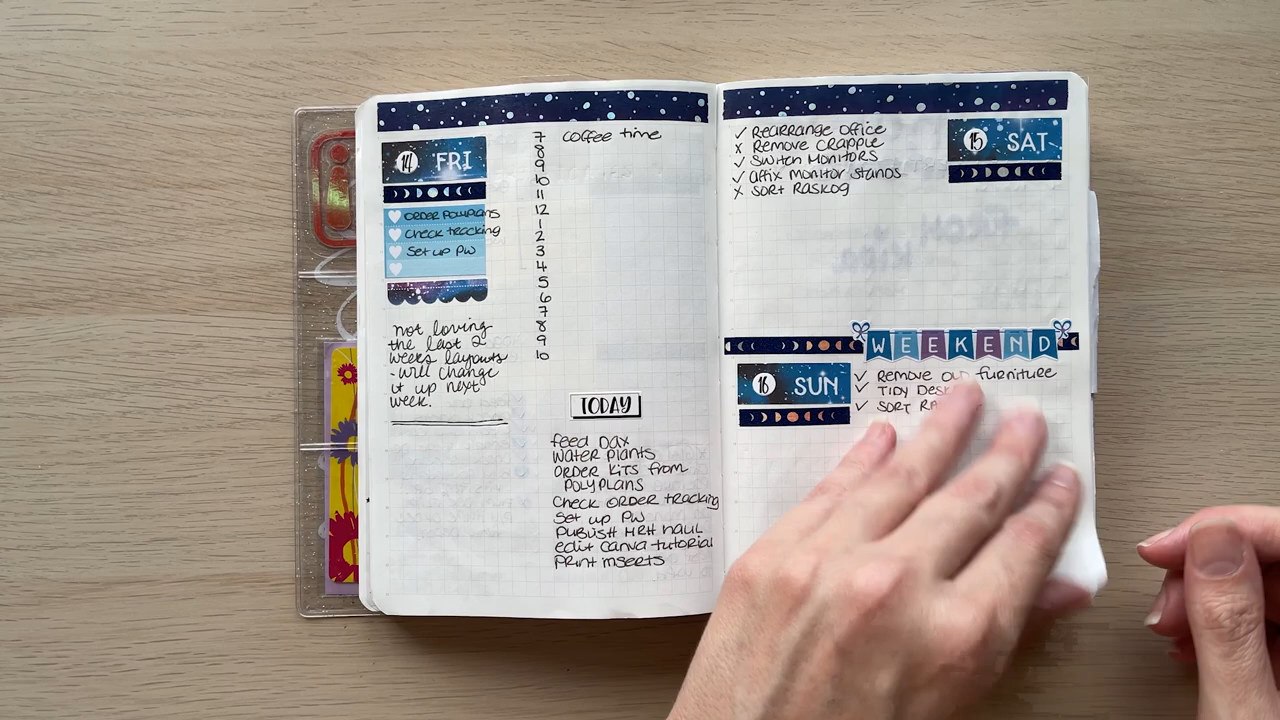 14 FRI
ORDER POLYPLANS
Check tracking
Set up PW
not loving
the last 2
weeks layouts
- will change
it up next
week.
7 coffee time
8
9
10
11
12
1
2
3
4
5
6
7
8
9
10
TODAY
feed Dax
Water plants
ORDER KITS from
POLYPLANS
Check ORDER tracking
Set up PW
PUBLISH HRH HAUL
edit Canva tutorial
Print inserts
✓ Rearrange office
x Remove Crapple
✓ Switch Monitors
✓ affix monitor stands
x Sort Raskog
15 SAT
WEEKEND
16 SUN
✓ Remove old furniture
✓ Tidy Desk
✓ SORT